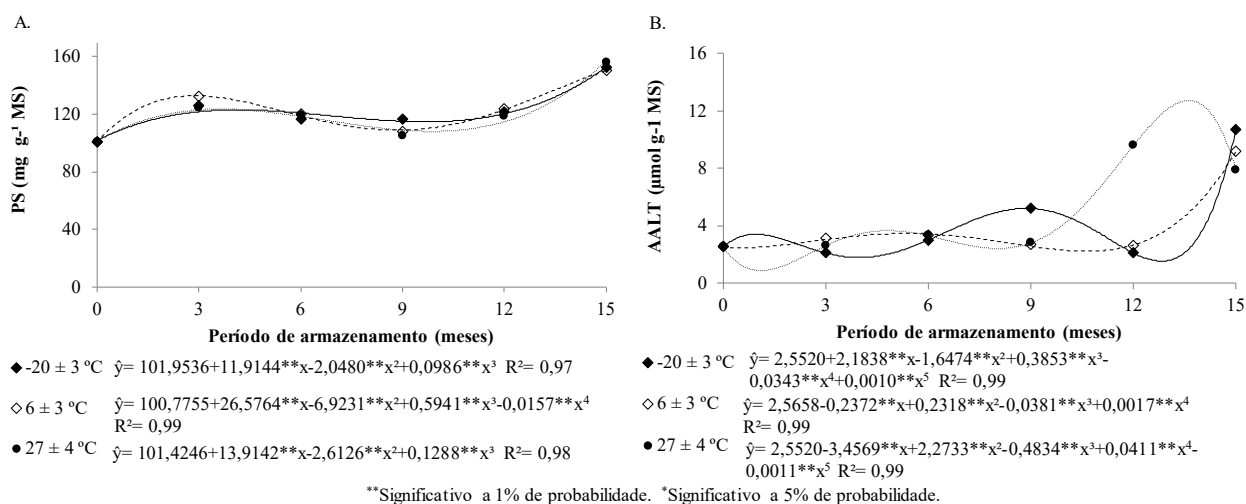 A.
160
120
80
40
0
PS (mg g⁻¹ MS)
0 3 6 9 12 15
Período de armazenamento (meses)
◆ -20 ± 3 ºC ŷ= 101,9536+11,9144**x-2,0480**x²+0,0986**x³ R²= 0,97
◇ 6 ± 3 ºC ŷ= 100,7755+26,5764**x-6,9231**x²+0,5941**x³-0,0157**x⁴
R²= 0,99
● 27 ± 4 ºC ŷ= 101,4246+13,9142**x-2,6126**x²+0,1288**x³ R²= 0,98
B.
16
12
8
4
0
AALT (µmol g-1 MS)
0 3 6 9 12 15
Período de armazenamento (meses)
◆ -20 ± 3 ºC ŷ= 2,5520+2,1838**x-1,6474**x²+0,3853**x³-
0,0343**x⁴+0,0010**x⁵ R²= 0,99
◇ 6 ± 3 ºC ŷ= 2,5658-0,2372**x+0,2318**x²-0,0381**x³+0,0017**x⁴
R²= 0,99
● 27 ± 4 ºC ŷ= 2,5520-3,4569**x+2,2733**x²-0,4834**x³+0,0411**x⁴-
0,0011**x⁵ R²= 0,99
**Significativo a 1% de probabilidade. *Significativo a 5% de probabilidade.